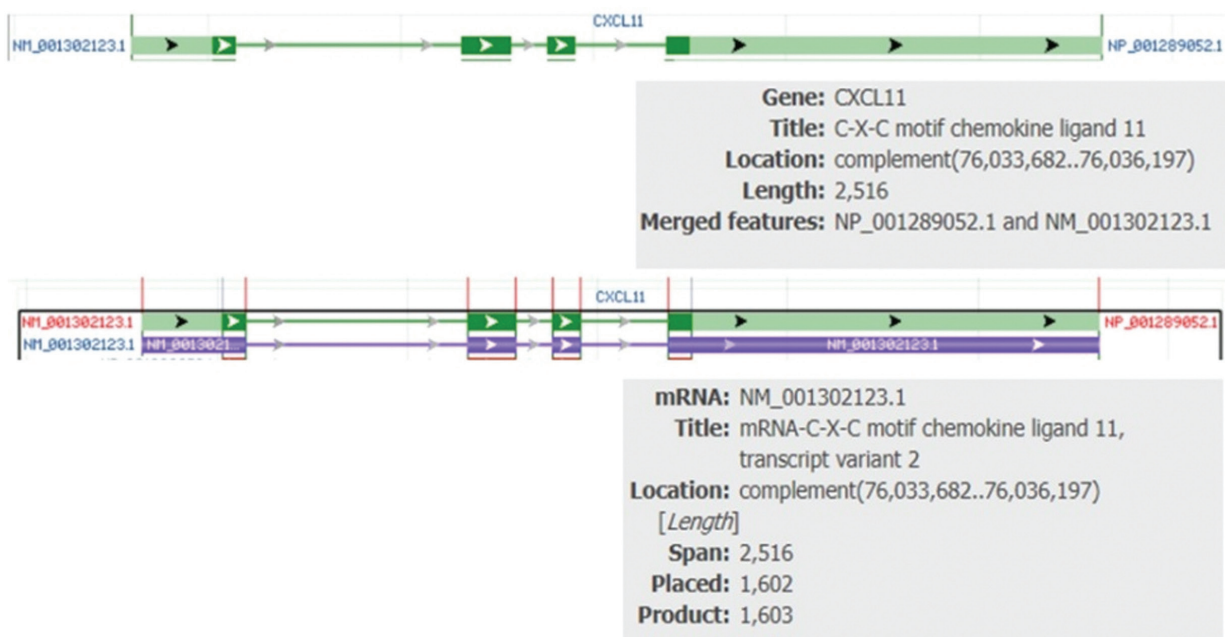 CXCL11
NM_001302123.1 NP_001289052.1
Gene: CXCL11
Title: C-X-C motif chemokine ligand 11
Location: complement(76,033,682..76,036,197)
Length: 2,516
Merged features: NP_001289052.1 and NM_001302123.1
CXCL11
NM_001302123.1 NP_001289052.1
NM_001302123.1 NM_0013021... NM_001302123.1
mRNA: NM_001302123.1
Title: mRNA-C-X-C motif chemokine ligand 11,
transcript variant 2
Location: complement(76,033,682..76,036,197)
[Length]
Span: 2,516
Placed: 1,602
Product: 1,603